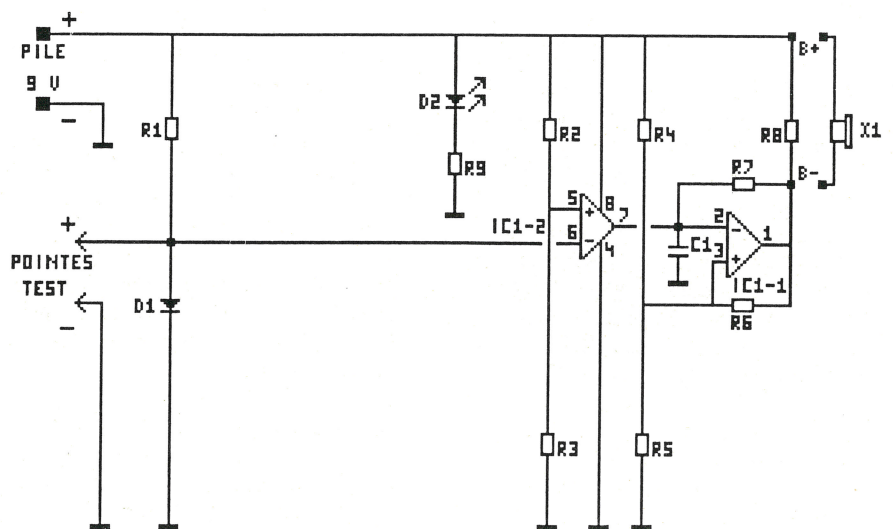 +
PILE
9 V
−
R1
D2
R9
R2
R4
R8
B+
X1
R7
B-
5
+
8
7
IC1-2
6
−
4
2
−
1
C1
3
+
IC1-1
R6
+
POINTES
TEST
−
D1
R3
R5